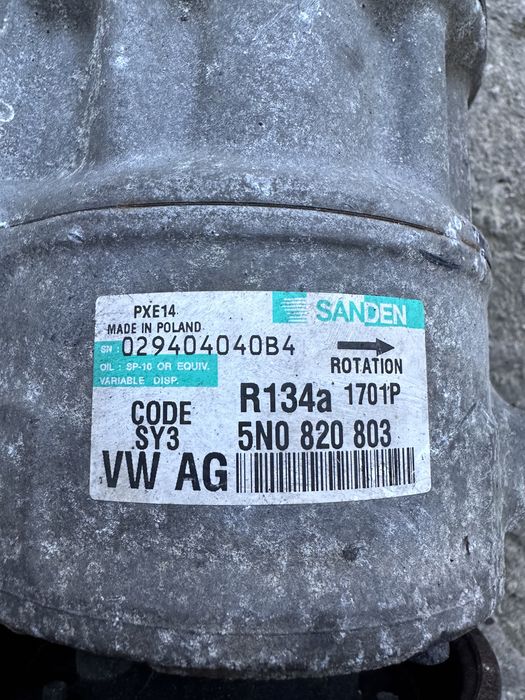 PXE14
SANDEN
MADE IN POLAND
SN : 029404040B4
ROTATION
OIL : SP-10 OR EQUIV.
VARIABLE DISP.
R134a 1701P
CODE
SY3
5N0 820 803
VW AG